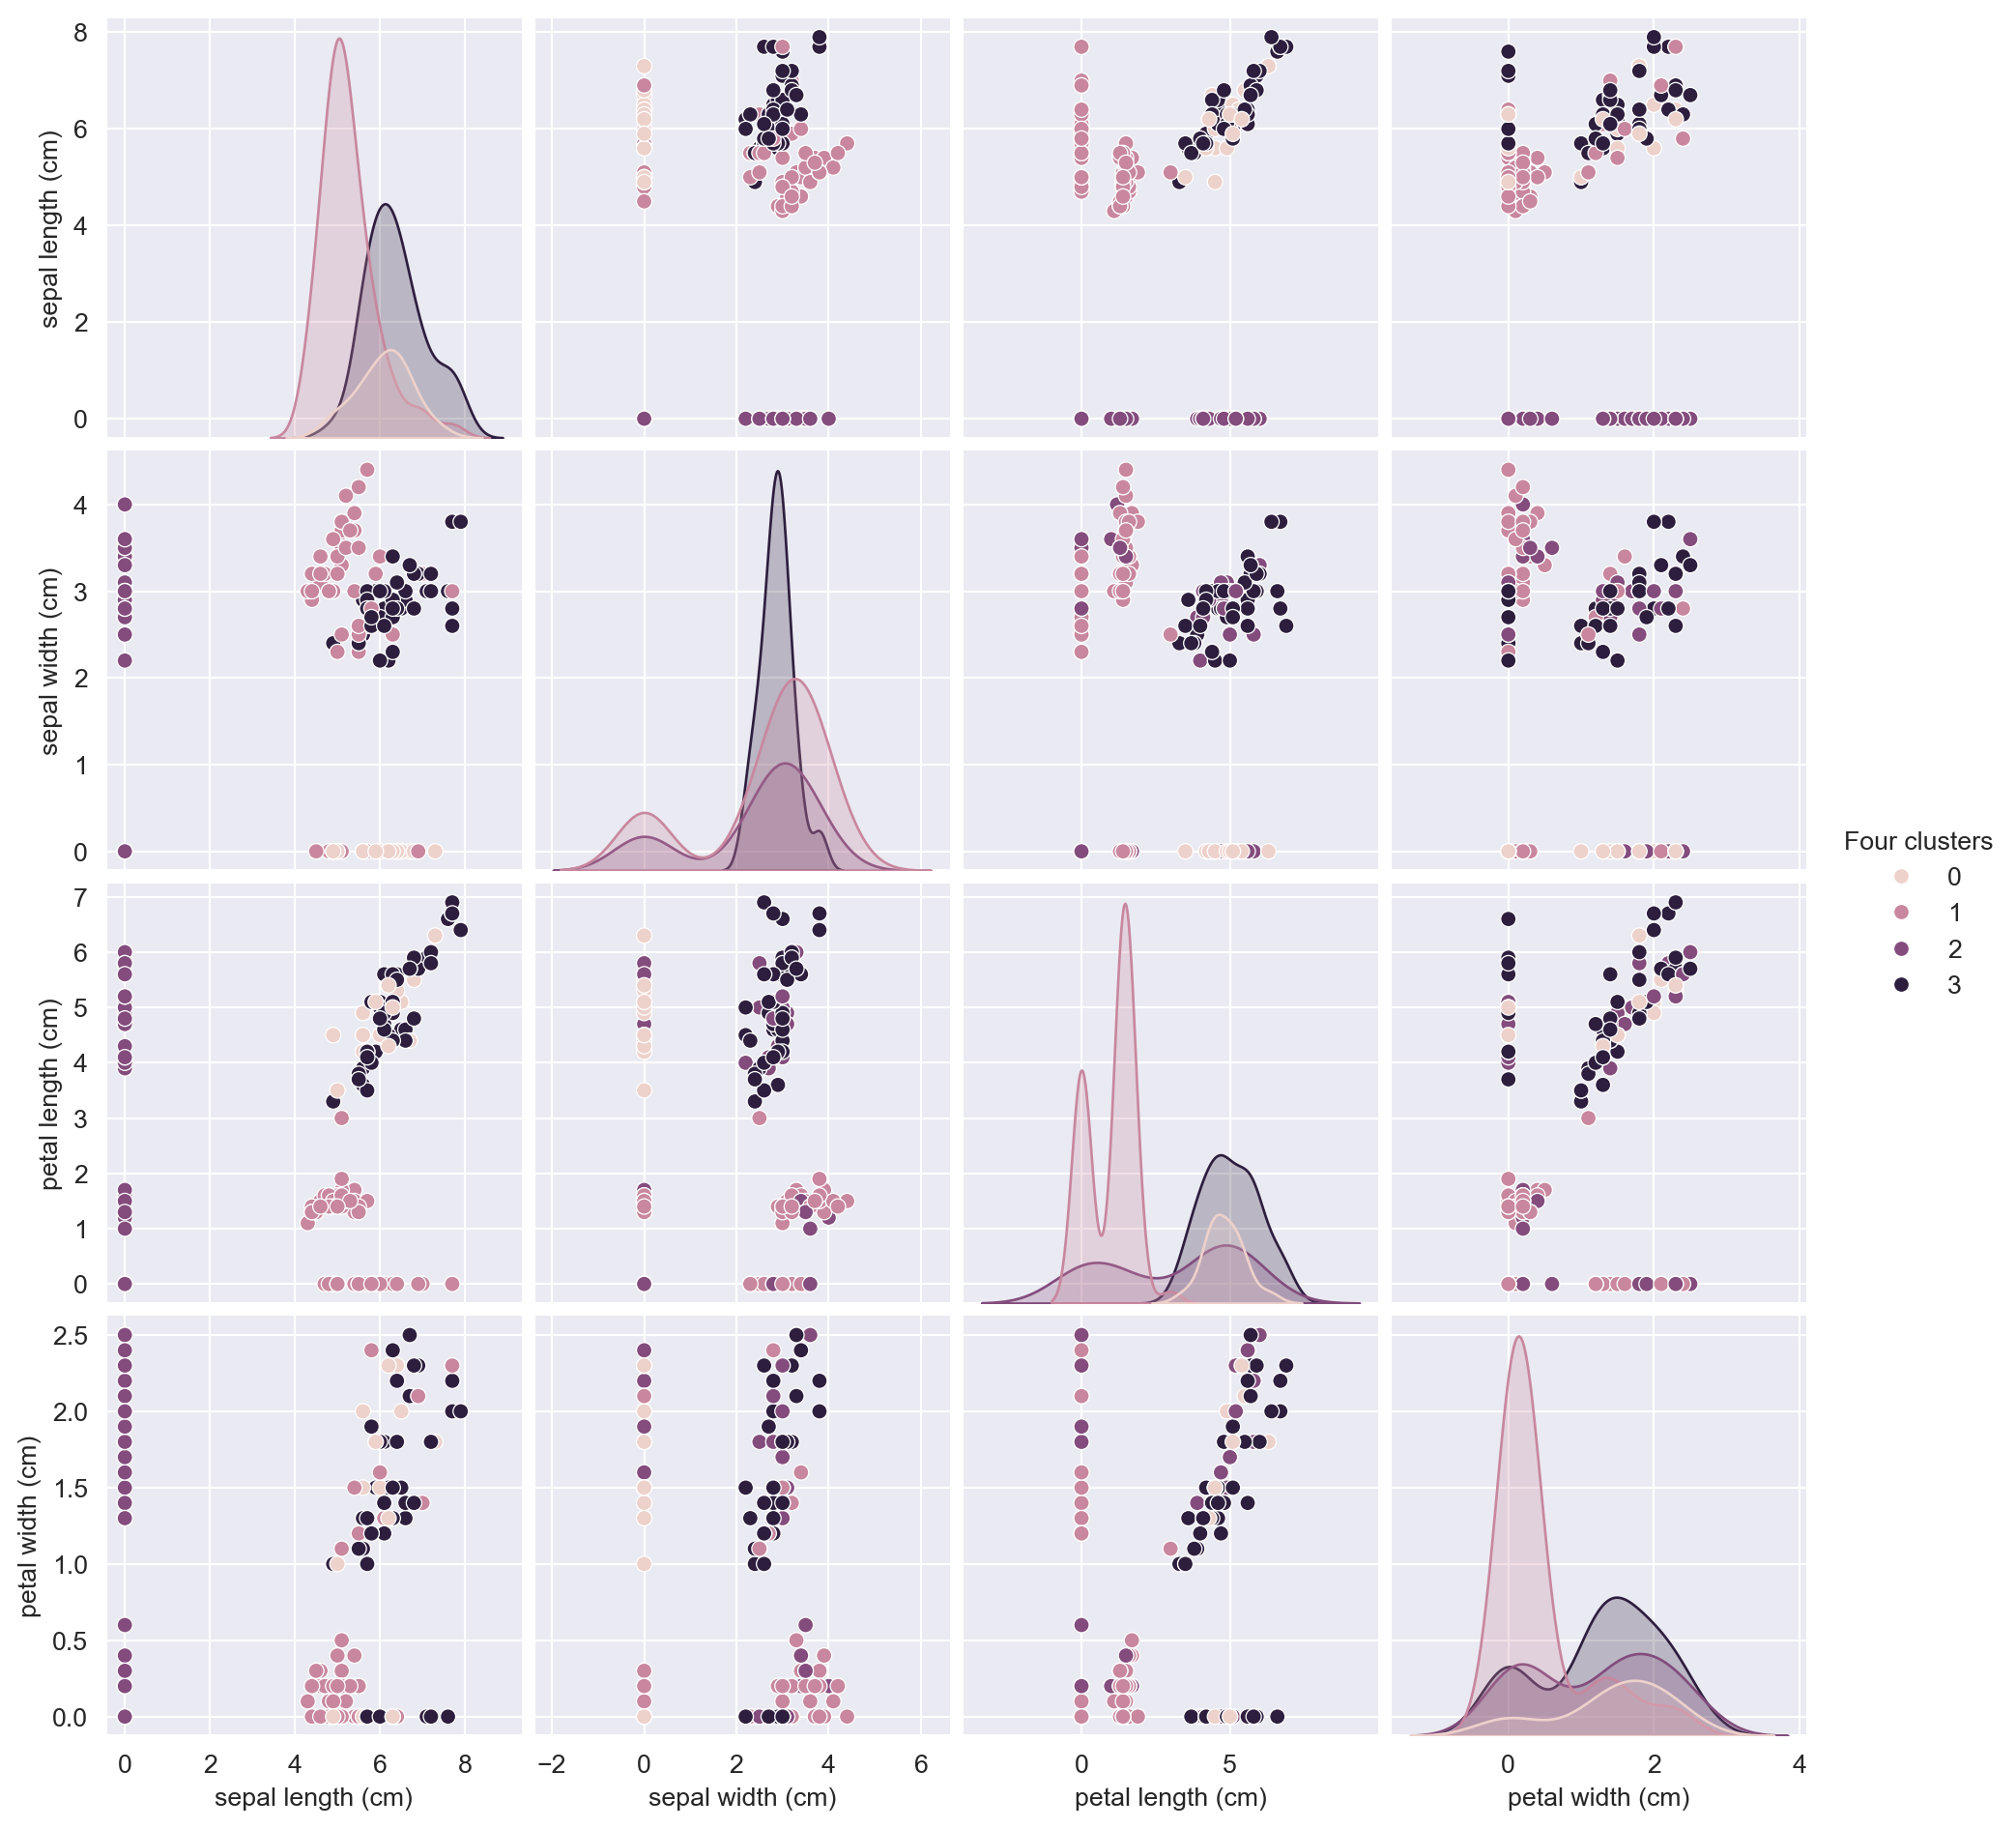 8
6
4
2
0
sepal length (cm)
4
3
2
1
0
sepal width (cm)
7
6
5
4
3
2
1
0
petal length (cm)
2.5
2.0
1.5
1.0
0.5
0.0
petal width (cm)
0 2 4 6 8
sepal length (cm)
−2 0 2 4 6
sepal width (cm)
0 5
petal length (cm)
0 2 4
petal width (cm)
Four clusters
0
1
2
3